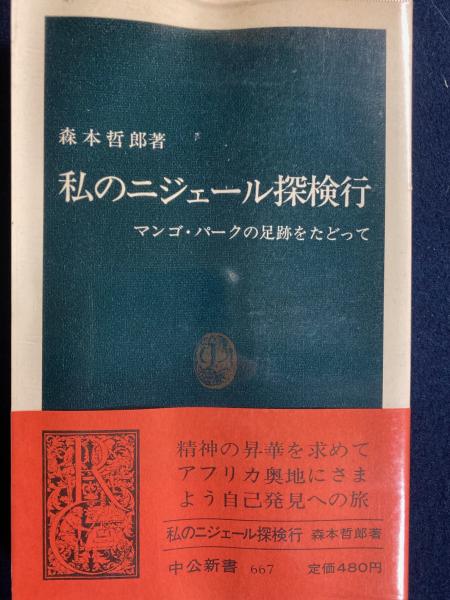 森本哲郎著
私のニジェール探検行
マンゴ・パークの足跡をたどって
精神の昇華を求めて
アフリカ奥地にさま
よう自己発見への旅
私のニジェール探検行 森本哲郎著
中公新書 667 定価480円